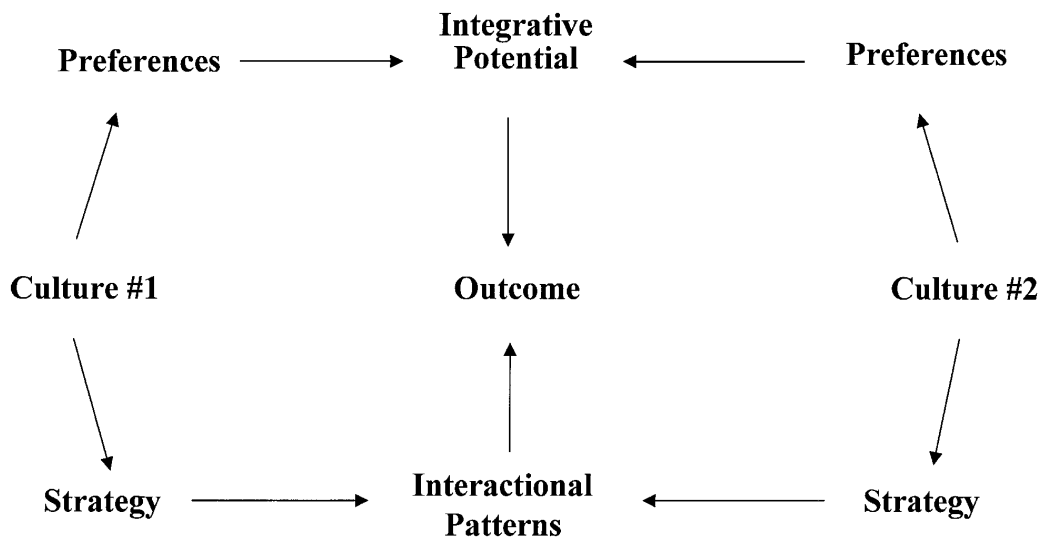 Integrative
Preferences
Potential
Preferences
Culture #1
Outcome
Culture #2
Strategy
Interactional
Patterns
Strategy